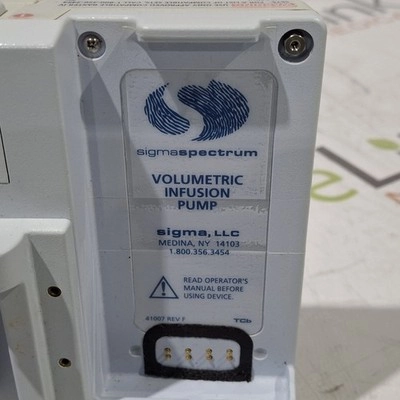 sigmaspectrum
VOLUMETRIC
INFUSION
PUMP
sigma, LLC
MEDINA, NY 14103
1.800.356.3454
READ OPERATOR'S
MANUAL BEFORE
USING DEVICE.
41007 REV F